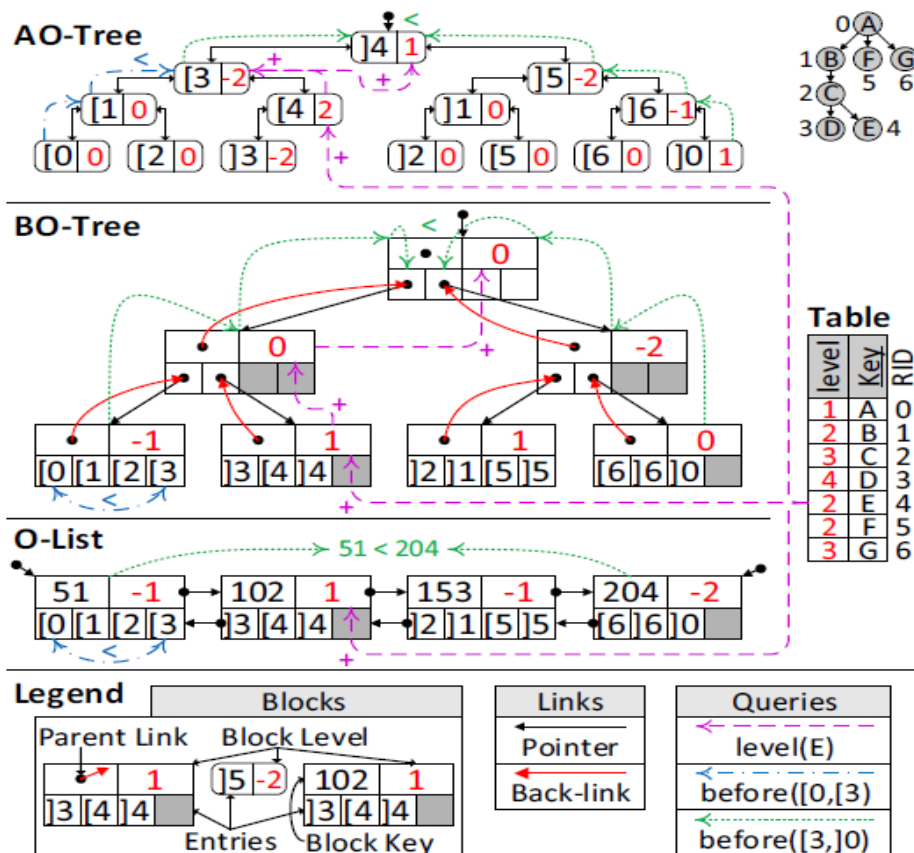 AO-Tree
<
]4 1
0 A
< [3 -2 + + ]5 -2
1 B F G
5 6
[1 0 [4 2 ]1 0 ]6 -1
2 C
[0 0 [2 0 ]3 -2 + ]2 0 [5 0 [6 0 ]0 1
3 D E 4
BO-Tree
<
0
+
0 -2
+
-1 1 1 0
[0 [1 [2 [3 ]3 [4 ]4 ]2 ]1 [5 ]5 [6 ]6 ]0
< +
Table
level Key RID
1 A 0
2 B 1
3 C 2
4 D 3
2 E 4
2 F 5
3 G 6
O-List
51 < 204
51 -1 102 1 153 -1 204 -2
[0 [1 [2 [3 ]3 [4 ]4 ]2 ]1 [5 ]5 [6 ]6 ]0
< +
Legend
Blocks
Parent Link Block Level
1 ]5 -2 102 1
]3 [4 ]4 ]3 [4 ]4
Entries Block Key
Links
Pointer
Back-link
Queries
level(E)
before([0,[3)
before([3,]0)